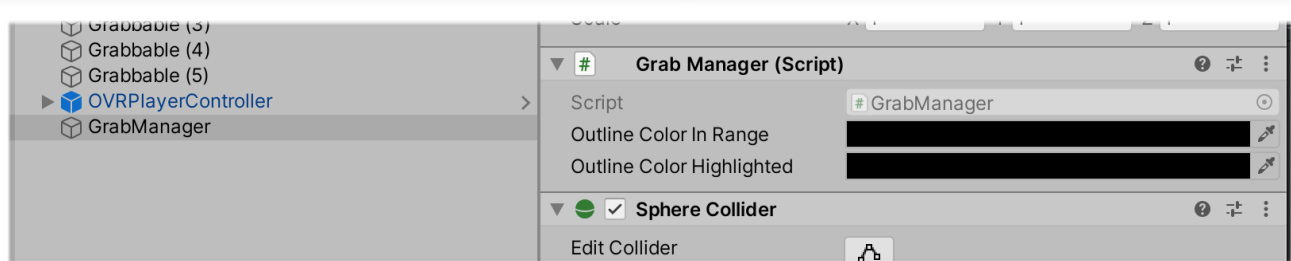 Grabbable (3)
Grabbable (4)
Grabbable (5)
OVRPlayerController
GrabManager
Scale
Grab Manager (Script)
Script
# GrabManager
Outline Color In Range
Outline Color Highlighted
Sphere Collider
Edit Collider